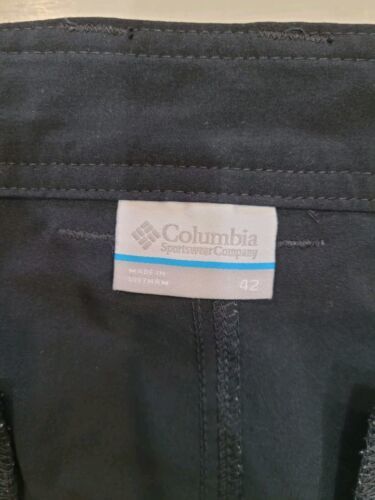 Columbia
Sportswear Company
MADE IN
VIETNAM
42